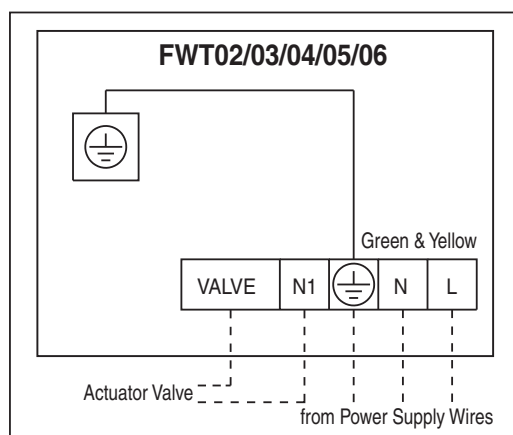 FWT02/03/04/05/06
Green & Yellow
VALVE N1 N L
Actuator Valve
from Power Supply Wires